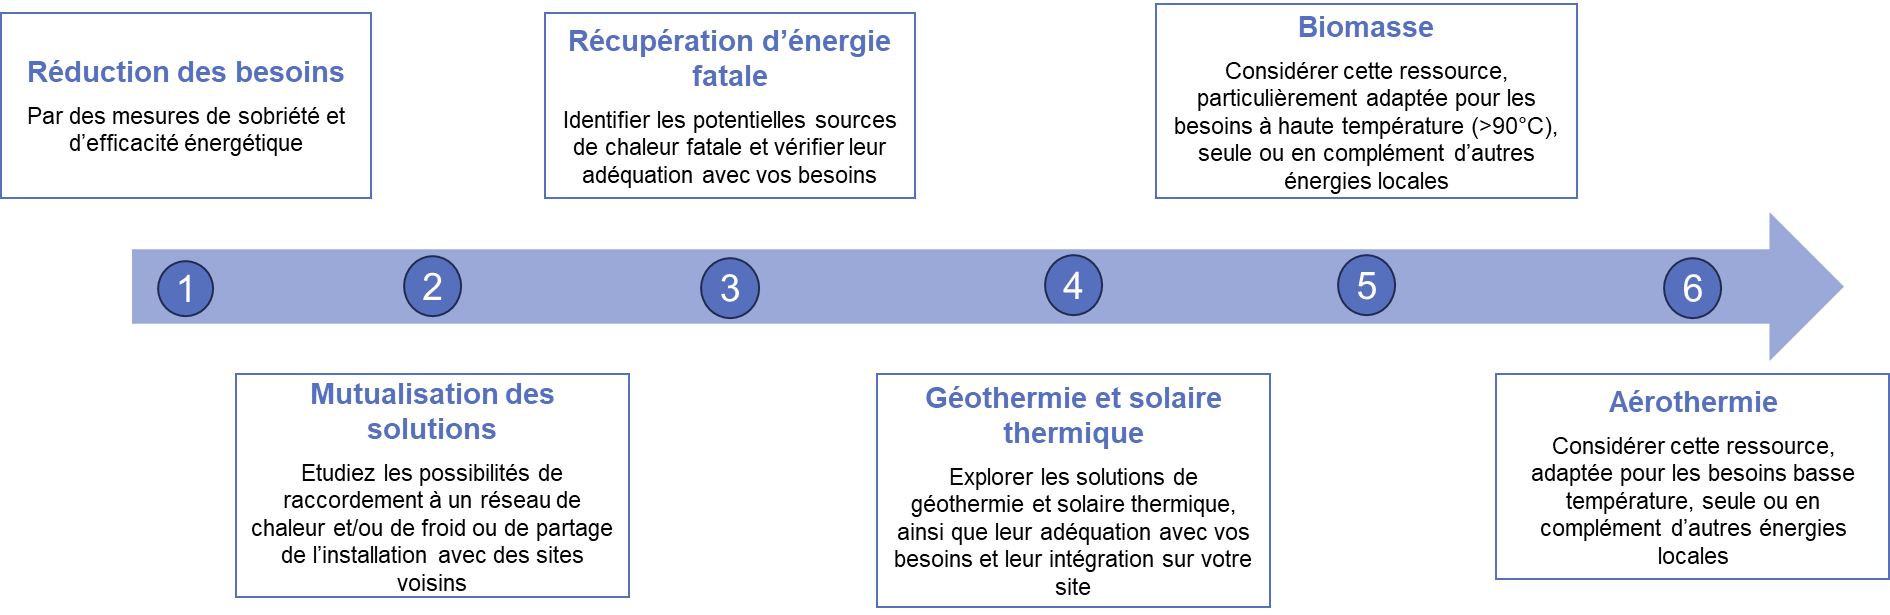 Réduction des besoins
Par des mesures de sobriété et
d’efficacité énergétique
Récupération d’énergie
fatale
Identifier les potentielles sources
de chaleur fatale et vérifier leur
adéquation avec vos besoins
Biomasse
Considérer cette ressource,
particulièrement adaptée pour les
besoins à haute température (>90°C),
seule ou en complément d’autres
énergies locales
1
2
3
4
5
6
Mutualisation des
solutions
Etudiez les possibilités de
raccordement à un réseau de
chaleur et/ou de froid ou de partage
de l’installation avec des sites
voisins
Géothermie et solaire
thermique
Explorer les solutions de
géothermie et solaire thermique,
ainsi que leur adéquation avec vos
besoins et leur intégration sur votre
site
Aérothermie
Considérer cette ressource,
adaptée pour les besoins basse
température, seule ou en
complément d’autres énergies
locales